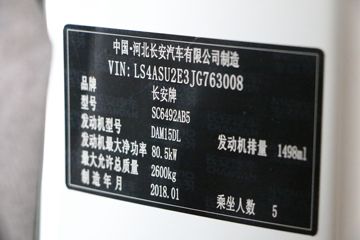 中国·河北长安汽车有限公司制造
VIN: LS4ASU2E3JG763008
品牌 长安牌
型号 SC6492AB5
发动机型号 DAM15DL 发动机排量 1498ml
发动机最大净功率 80.5kW
最大允许总质量 2600kg
制造年月 2018.01 乘坐人数 5